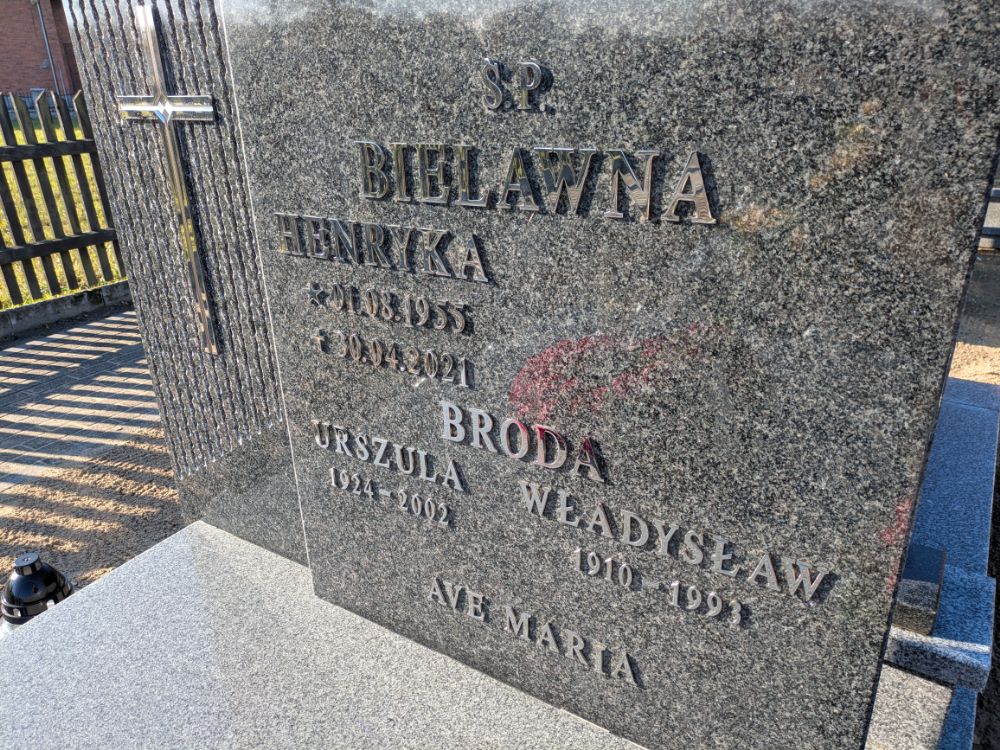 Ś.P.
BIELAWNA
HENRYKA
* 01.08.1955
† 30.04.2021
BRODA
URSZULA WŁADYSŁAW
1924 - 2002 1910 - 1993
AVE MARIA